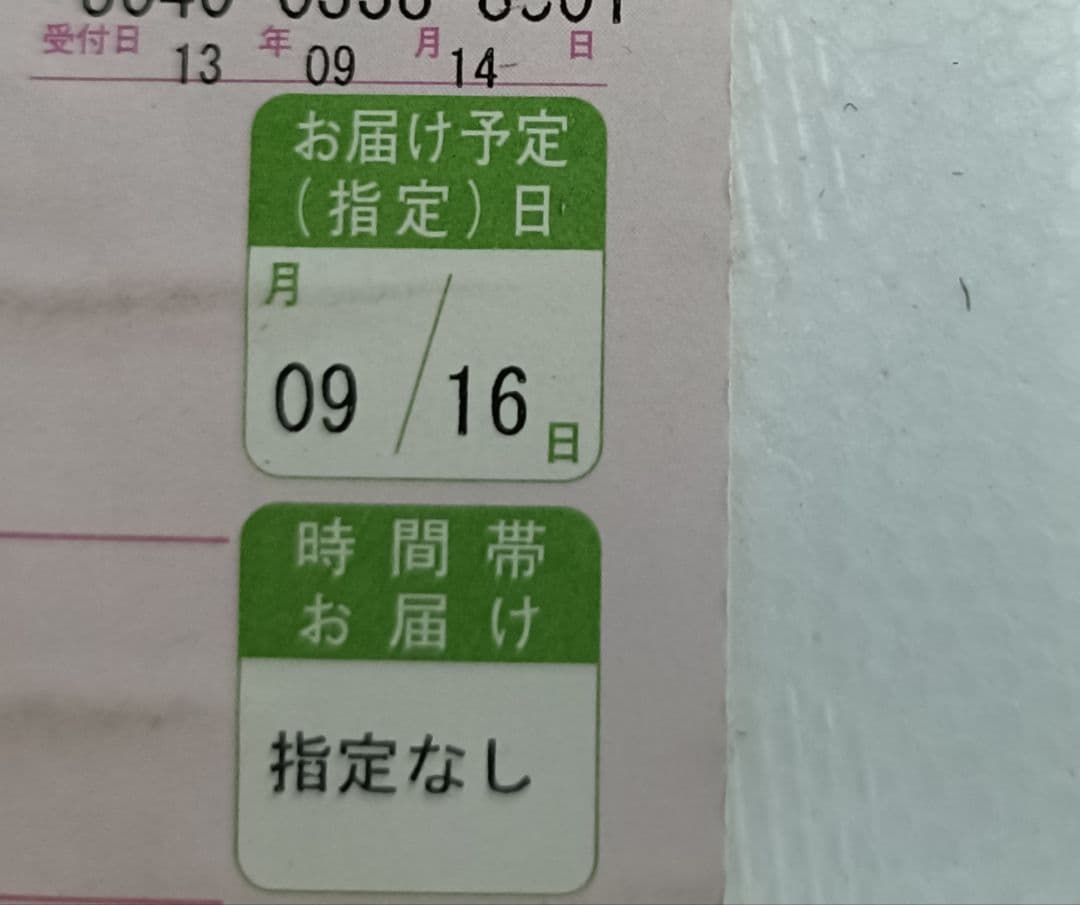 受付日 13 年 09 月 14 日
お届け予定
(指定)日
月
09 / 16 日
時間帯
お届け
指定なし